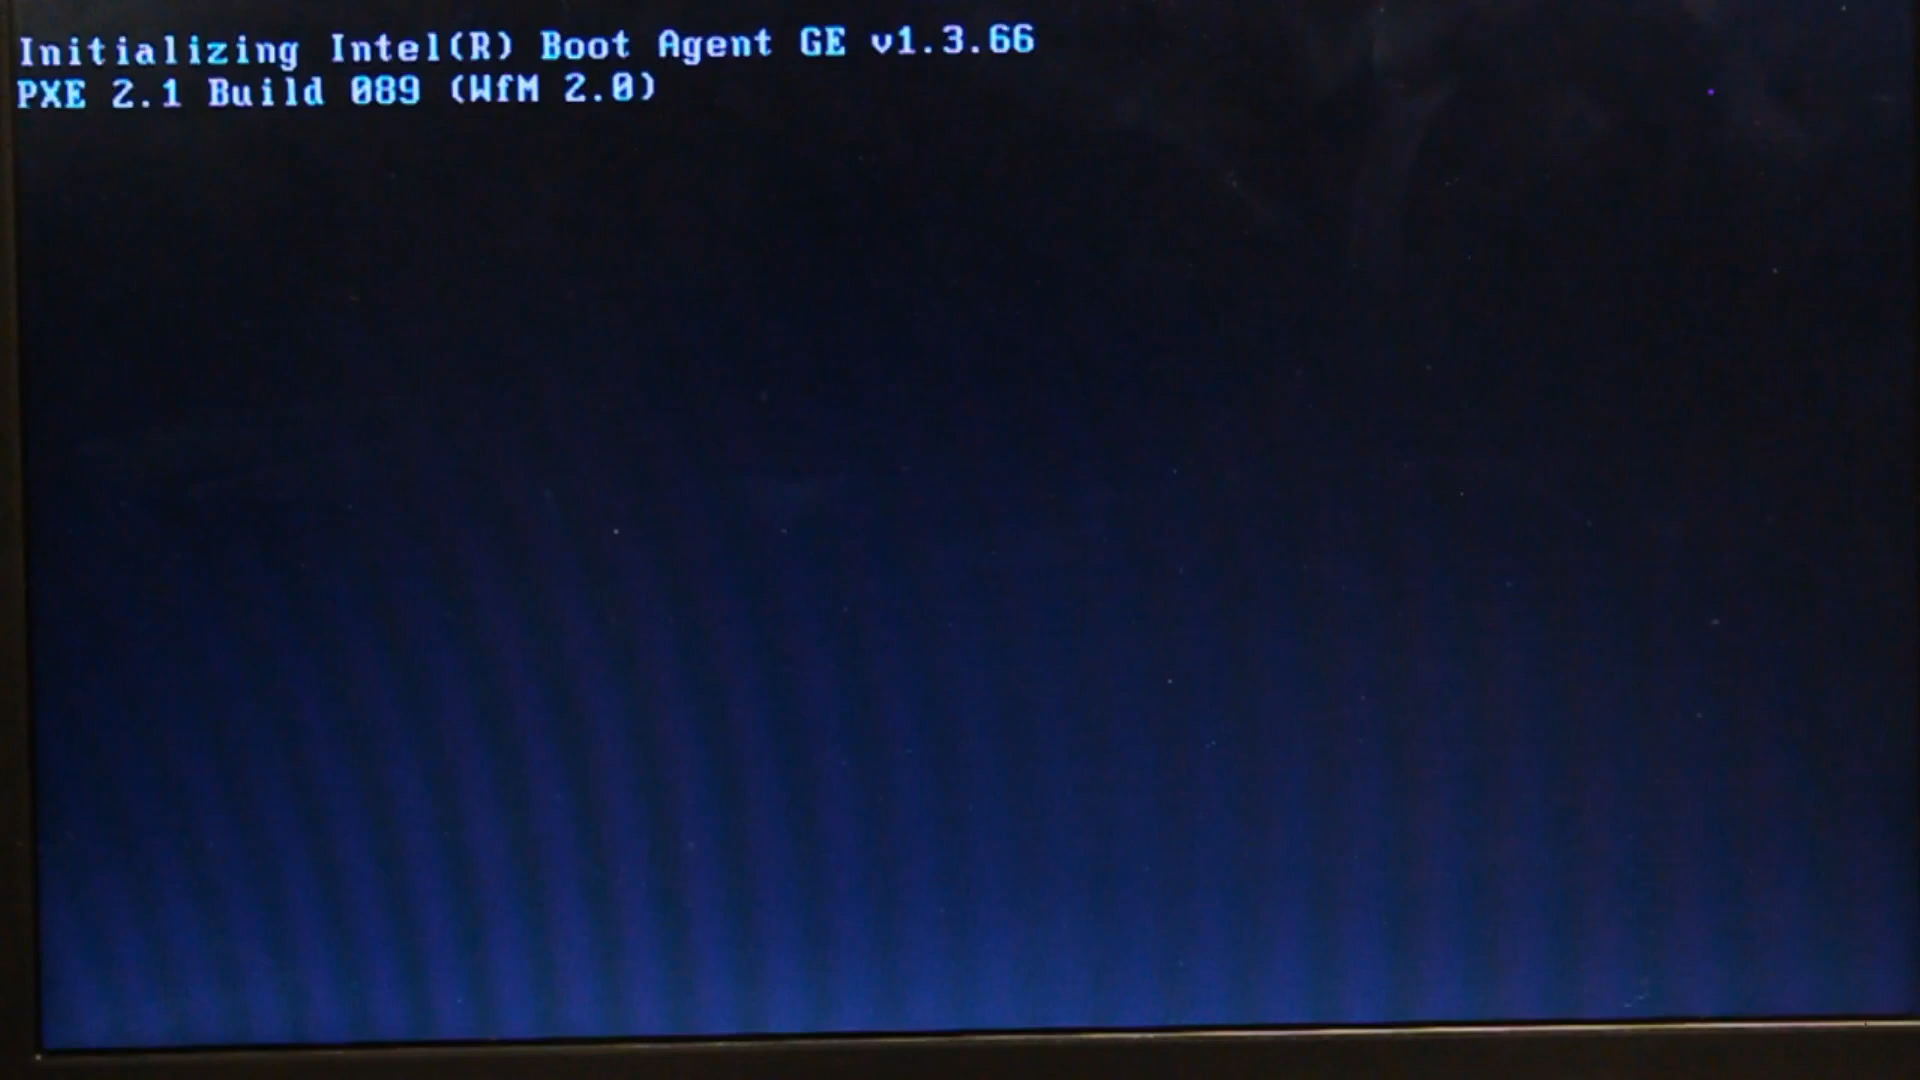 Initializing Intel(R) Boot Agent GE v1.3.66
PXE 2.1 Build 089 (WfM 2.0)